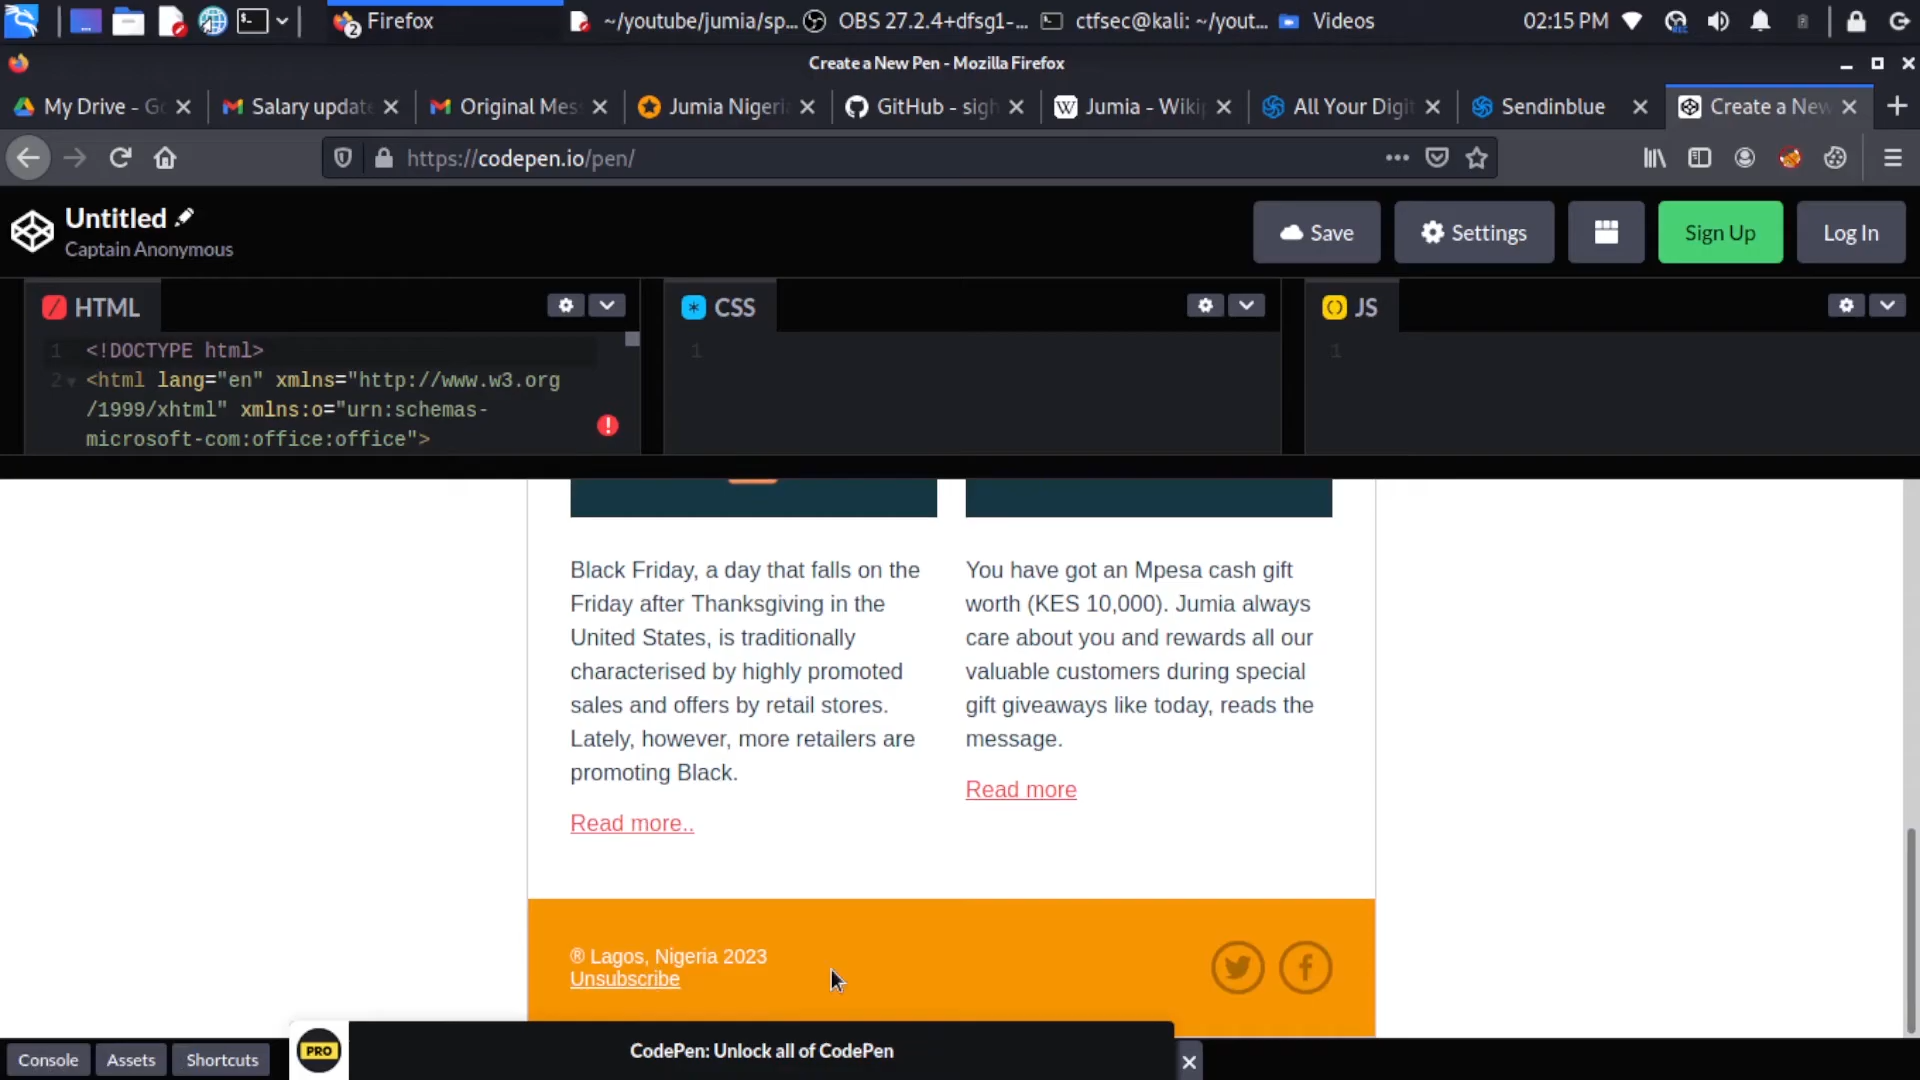 Firefox
2
~/youtube/jumia/sp...
OBS 27.2.4+dfsg1-...
ctfsec@kali: ~/yout...
Videos
02:15 PM
Create a New Pen - Mozilla Firefox
My Drive - Go
Salary update
Original Mes
Jumia Nigeri
GitHub - sigh
Jumia - Wiki
All Your Digit
Sendinblue
Create a New
https://codepen.io/pen/
Untitled
Captain Anonymous
Save
Settings
Sign Up
Log In
HTML
CSS
JS
1 <!DOCTYPE html>
2 <html lang="en" xmlns="http://www.w3.org
/1999/xhtml" xmlns:o="urn:schemas-
microsoft-com:office:office">
1
1
Black Friday, a day that falls on the
Friday after Thanksgiving in the
United States, is traditionally
characterised by highly promoted
sales and offers by retail stores.
Lately, however, more retailers are
promoting Black.
Read more..
You have got an Mpesa cash gift
worth (KES 10,000). Jumia always
care about you and rewards all our
valuable customers during special
gift giveaways like today, reads the
message.
Read more
® Lagos, Nigeria 2023
Unsubscribe
Console
Assets
Shortcuts
PRO
CodePen: Unlock all of CodePen